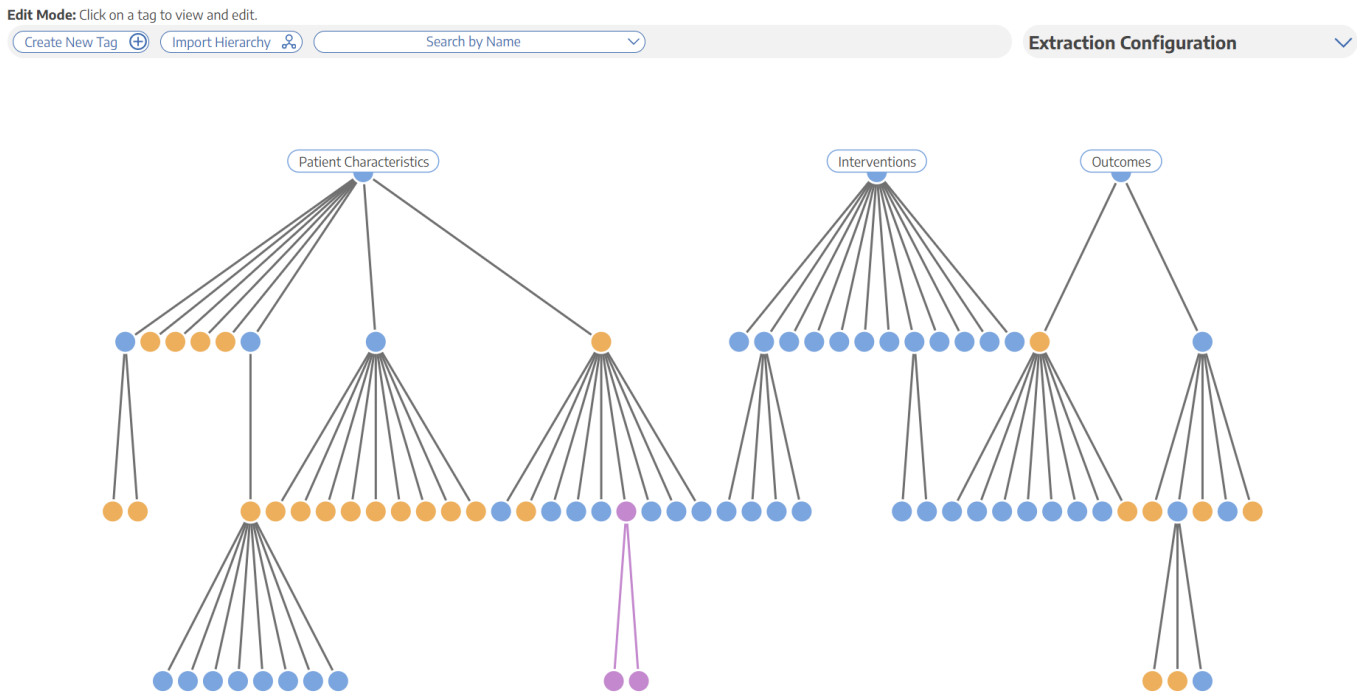 Edit Mode: Click on a tag to view and edit.
Create New Tag
Import Hierarchy
Search by Name
Extraction Configuration
Patient Characteristics
Interventions
Outcomes